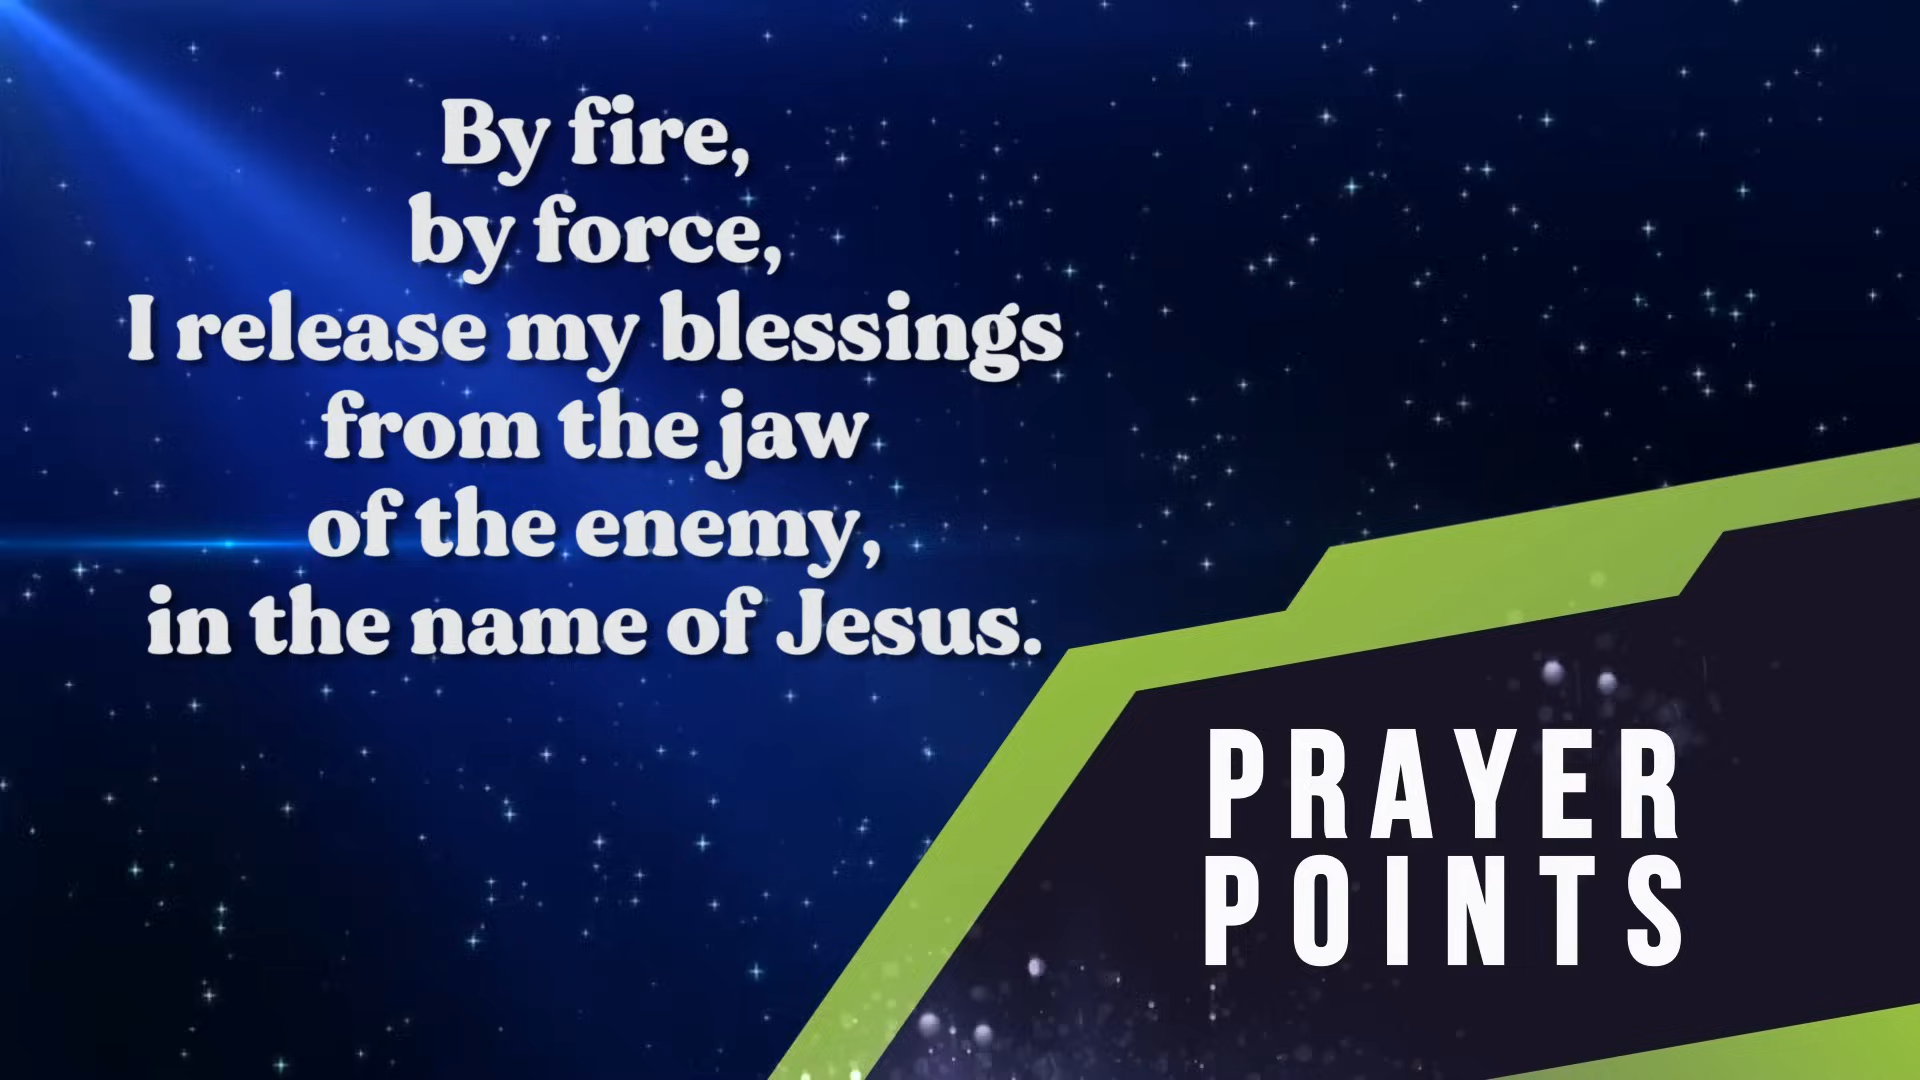 By fire,
by force,
I release my blessings
from the jaw
of the enemy,
in the name of Jesus.
PRAYER
POINTS